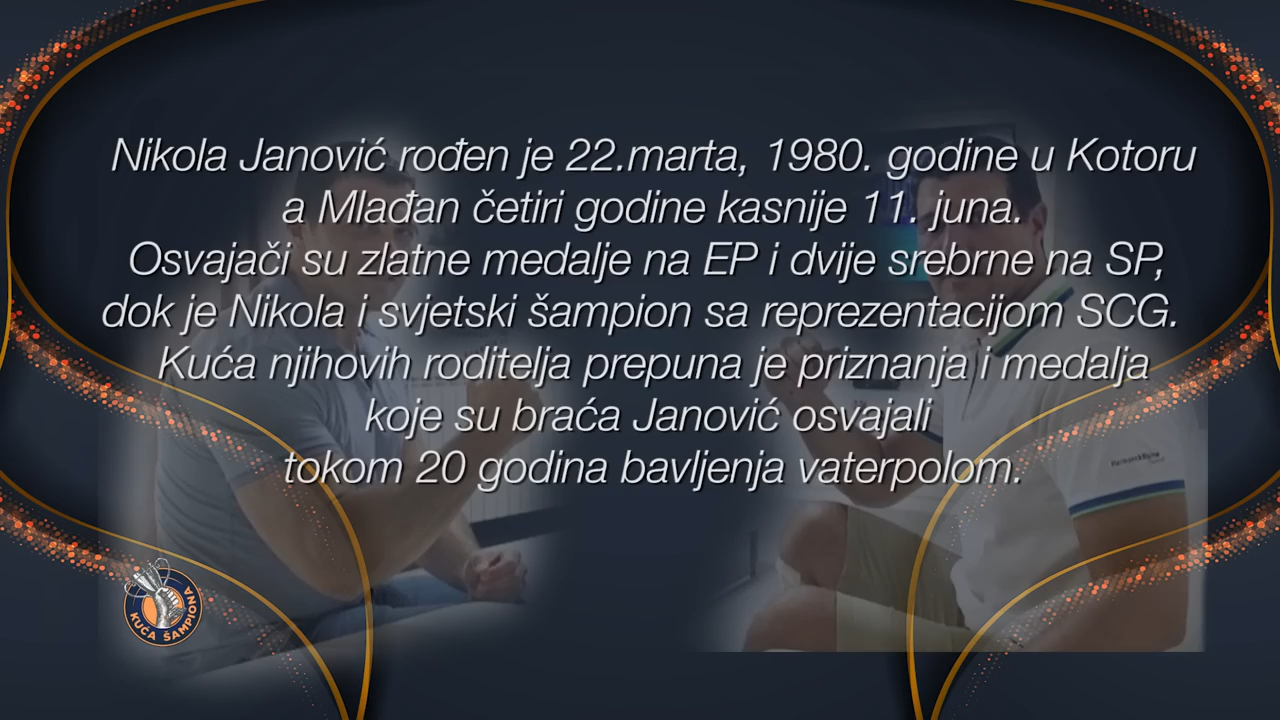 Nikola Janović rođen je 22.marta, 1980. godine u Kotoru
a Mlađan četiri godine kasnije 11. juna.
Osvajači su zlatne medalje na EP i dvije srebrne na SP,
dok je Nikola i svjetski šampion sa reprezentacijom SCG.
Kuća njihovih roditelja prepuna je priznanja i medalja
koje su braća Janović osvajali
tokom 20 godina bavljenja vaterpolom.
KUĆA ŠAMPIONA